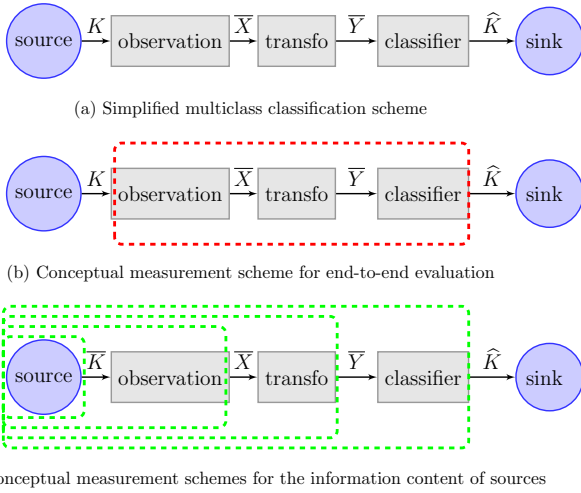 source K observation X̅ transfo Y̅ classifier K̂ sink
(a) Simplified multiclass classification scheme
source K observation X̅ transfo Y̅ classifier K̂ sink
(b) Conceptual measurement scheme for end-to-end evaluation
source K̅ observation X̅ transfo Y̅ classifier K̂ sink
onceptual measurement schemes for the information content of sources